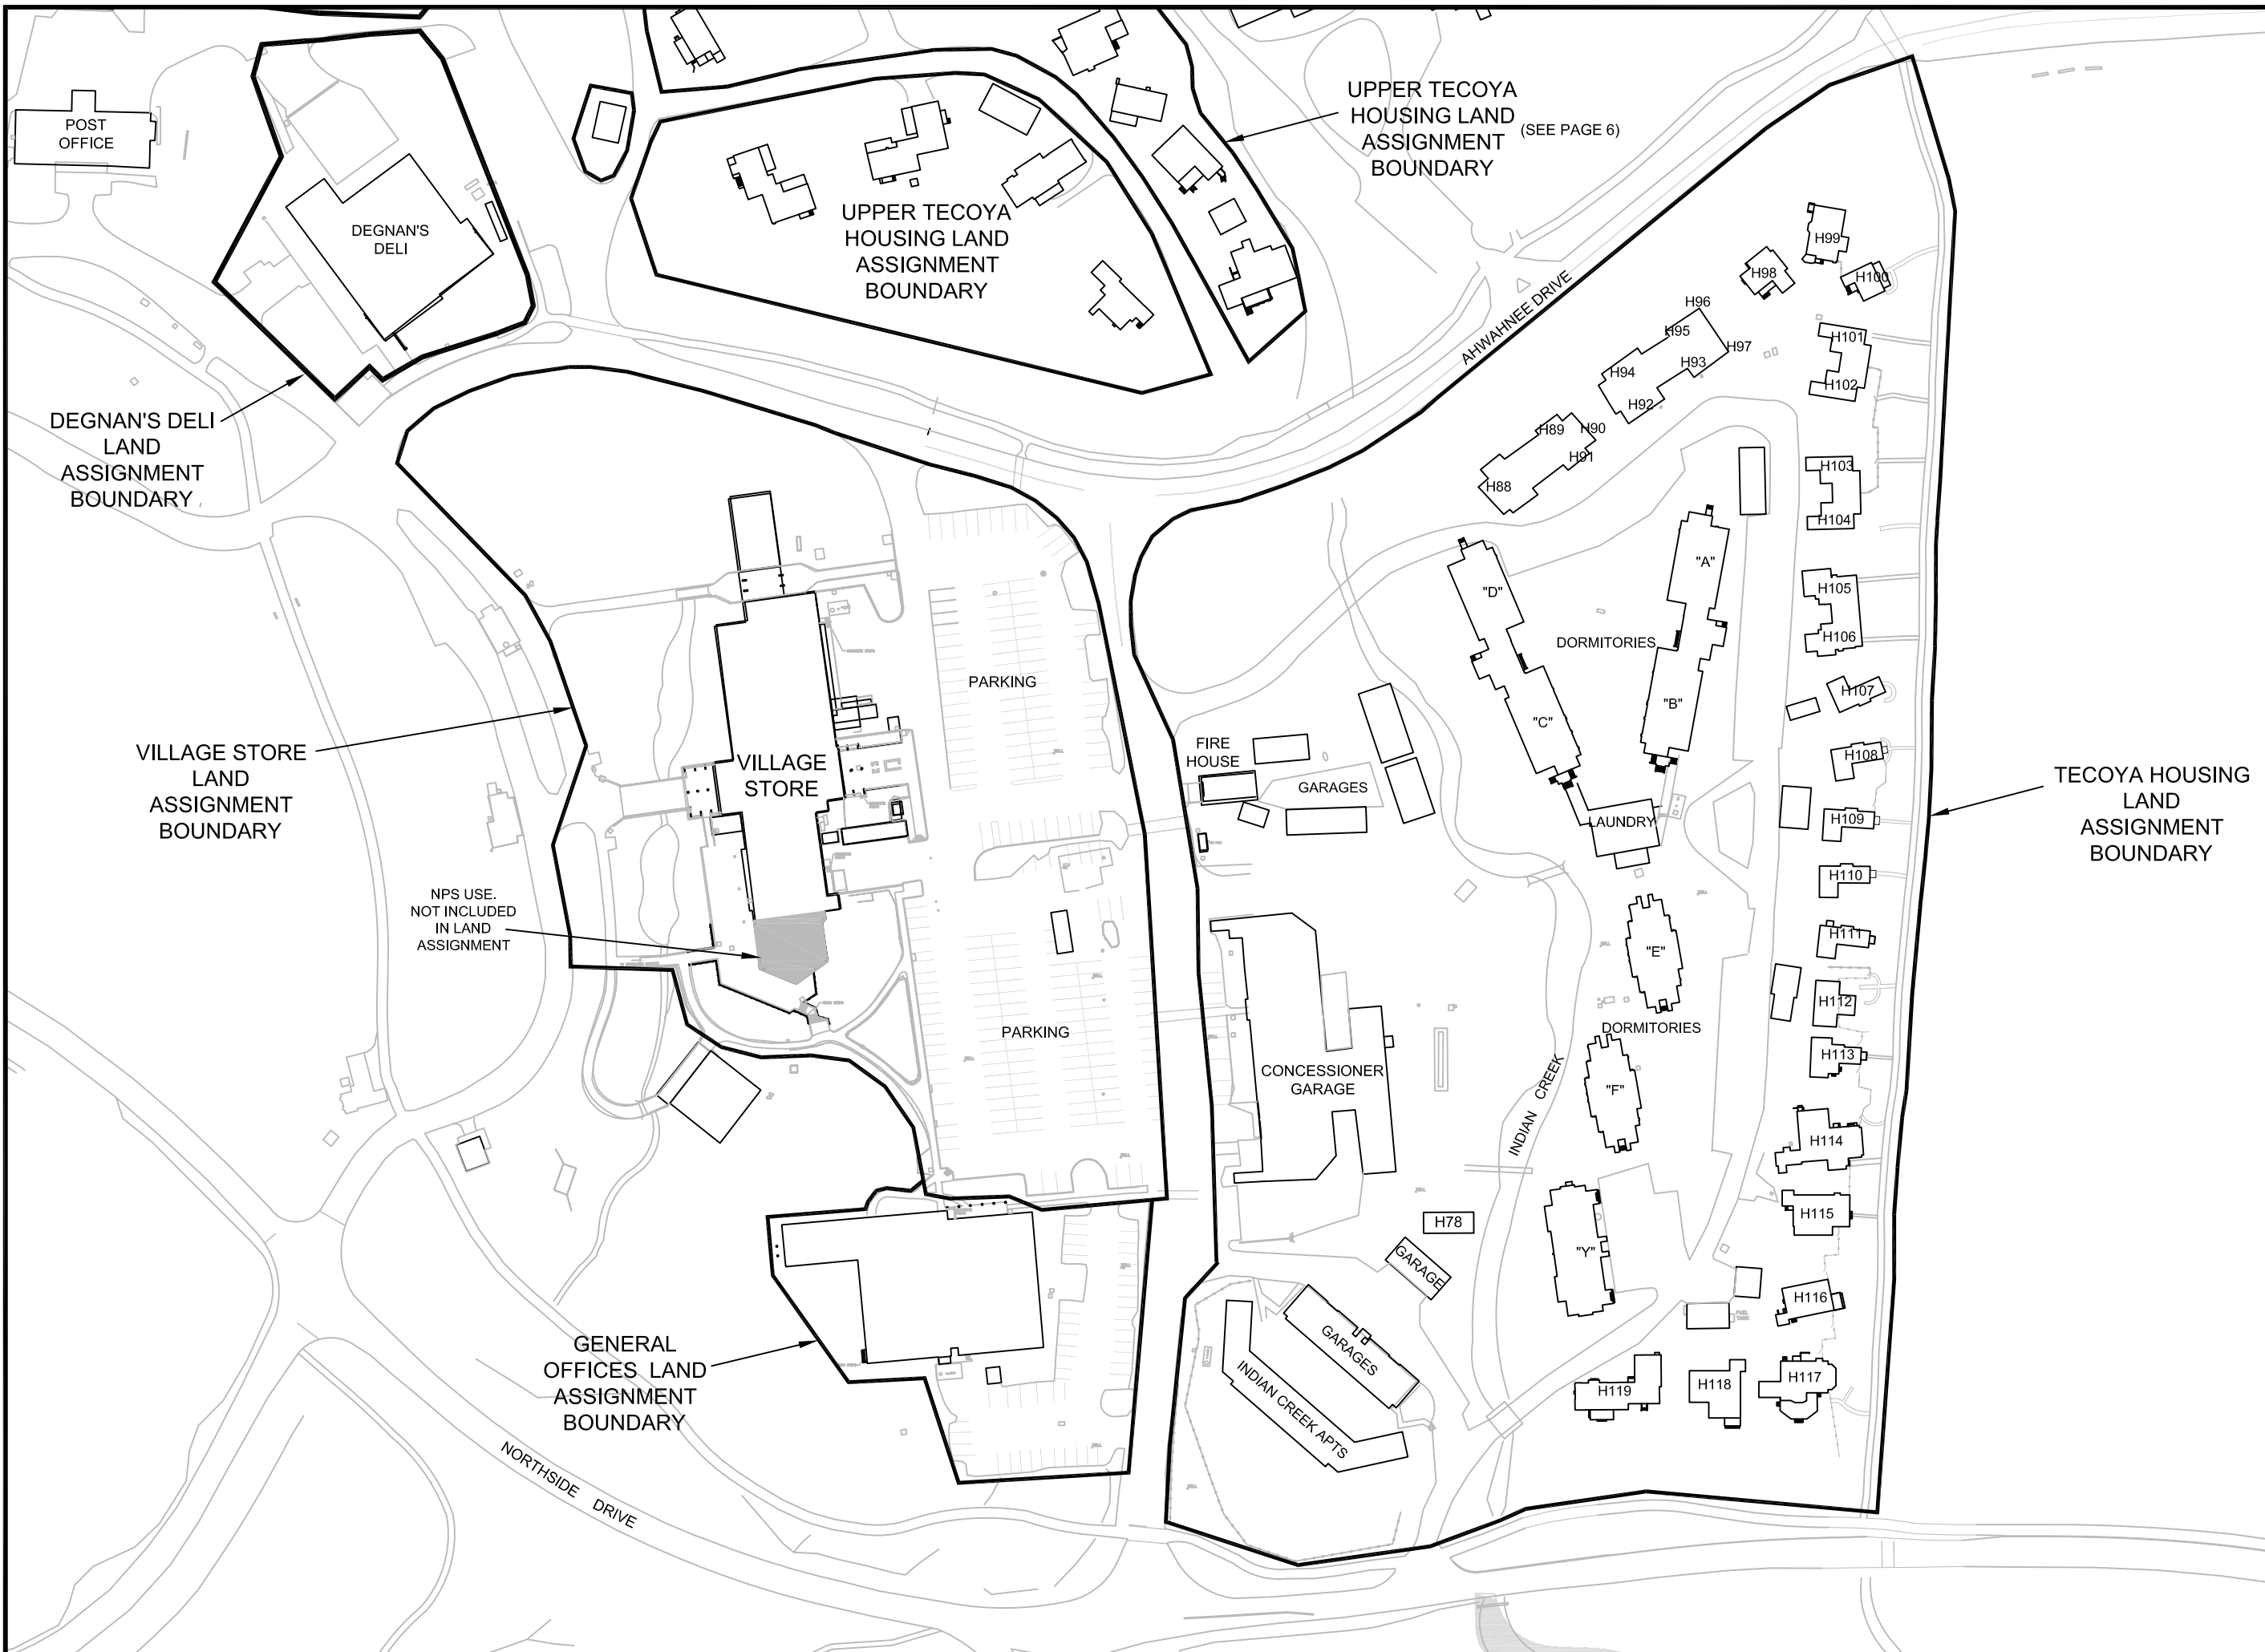 POST
OFFICE
DEGNAN'S
DELI
UPPER TECOYA
HOUSING LAND
ASSIGNMENT
BOUNDARY
UPPER TECOYA
HOUSING LAND
ASSIGNMENT
BOUNDARY
(SEE PAGE 6)
AHWAHNEE DRIVE
DEGNAN'S DELI
LAND
ASSIGNMENT
BOUNDARY
H99
H98
H100
H96
H95
H97
H93
H94
H92
H101
H102
H89
H90
H91
H88
H103
H104
"A"
"D"
DORMITORIES
H105
H106
PARKING
"B"
"C"
H107
VILLAGE STORE
LAND
ASSIGNMENT
BOUNDARY
VILLAGE
STORE
FIRE
HOUSE
GARAGES
H108
LAUNDRY
H109
TECOYA HOUSING
LAND
ASSIGNMENT
BOUNDARY
H110
NPS USE.
NOT INCLUDED
IN LAND
ASSIGNMENT
H111
"E"
H112
PARKING
DORMITORIES
CONCESSIONER
GARAGE
H113
"F"
INDIAN CREEK
H114
H115
H78
"Y"
GARAGE
H116
FUEL
TANK
GARAGES
GENERAL
OFFICES LAND
ASSIGNMENT
BOUNDARY
INDIAN CREEK APTS
H119
H118
H117
NORTHSIDE DRIVE